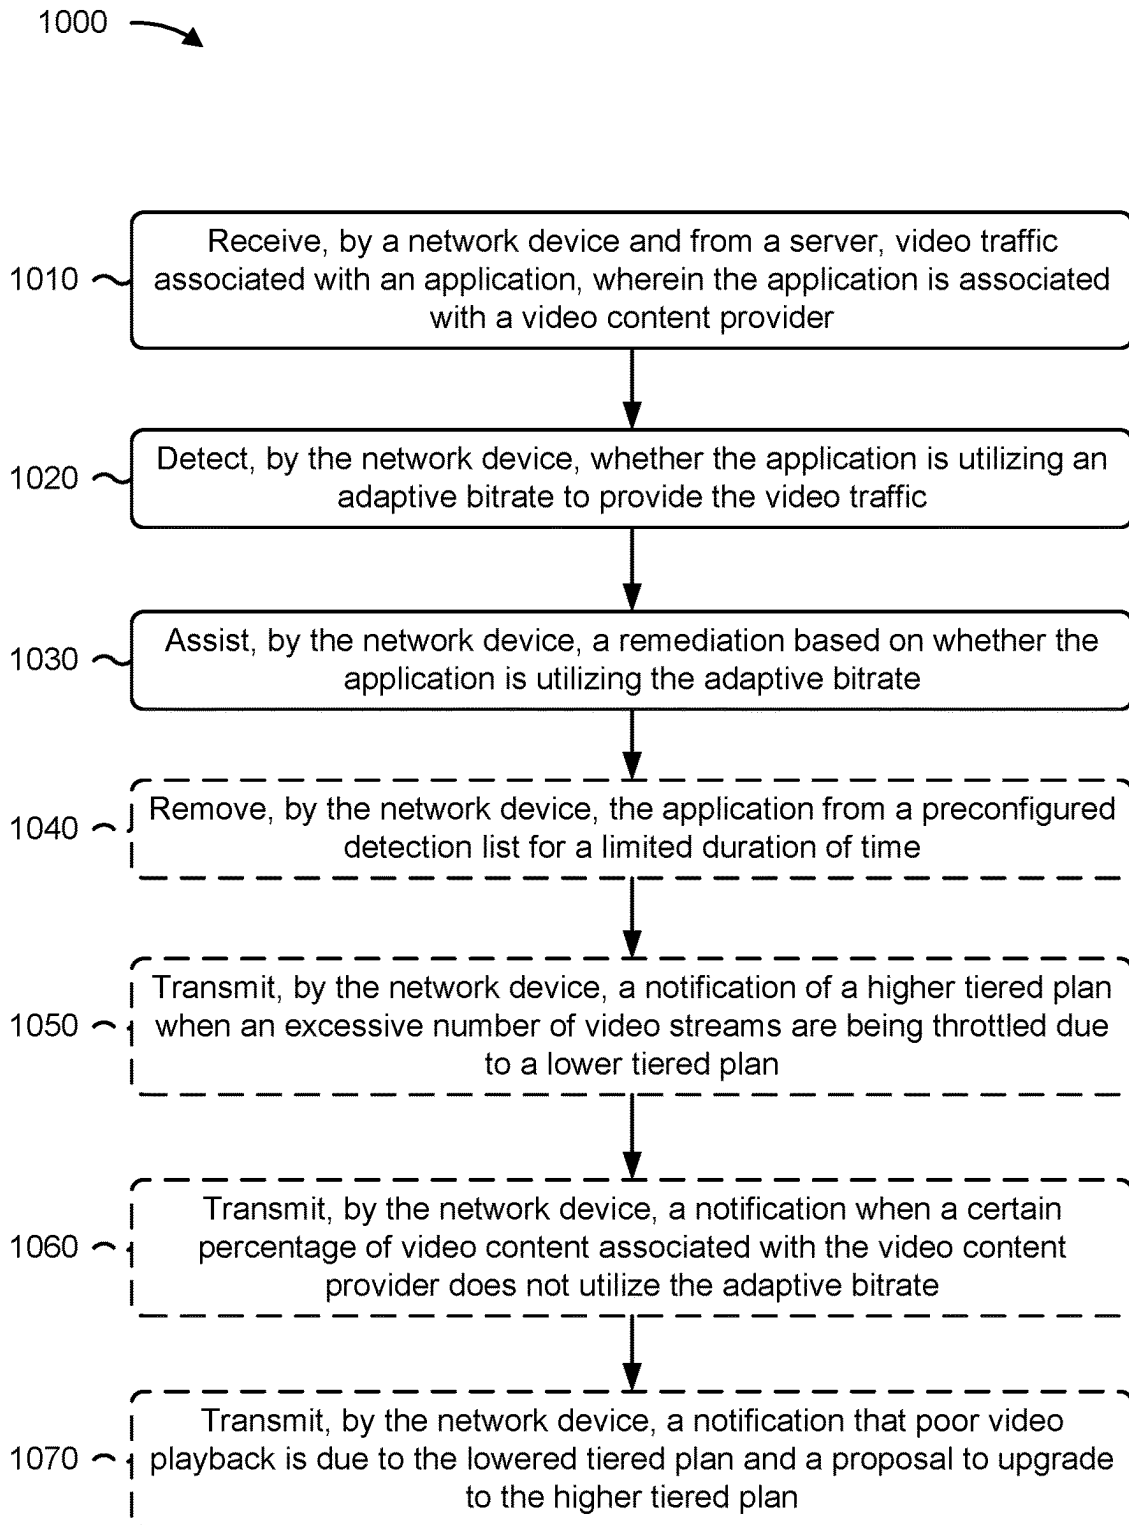 1000
1010
Receive, by a network device and from a server, video traffic
associated with an application, wherein the application is associated
with a video content provider
1020
Detect, by the network device, whether the application is utilizing an
adaptive bitrate to provide the video traffic
1030
Assist, by the network device, a remediation based on whether the
application is utilizing the adaptive bitrate
1040
Remove, by the network device, the application from a preconfigured
detection list for a limited duration of time
1050
Transmit, by the network device, a notification of a higher tiered plan
when an excessive number of video streams are being throttled due
to a lower tiered plan
1060
Transmit, by the network device, a notification when a certain
percentage of video content associated with the video content
provider does not utilize the adaptive bitrate
1070
Transmit, by the network device, a notification that poor video
playback is due to the lowered tiered plan and a proposal to upgrade
to the higher tiered plan